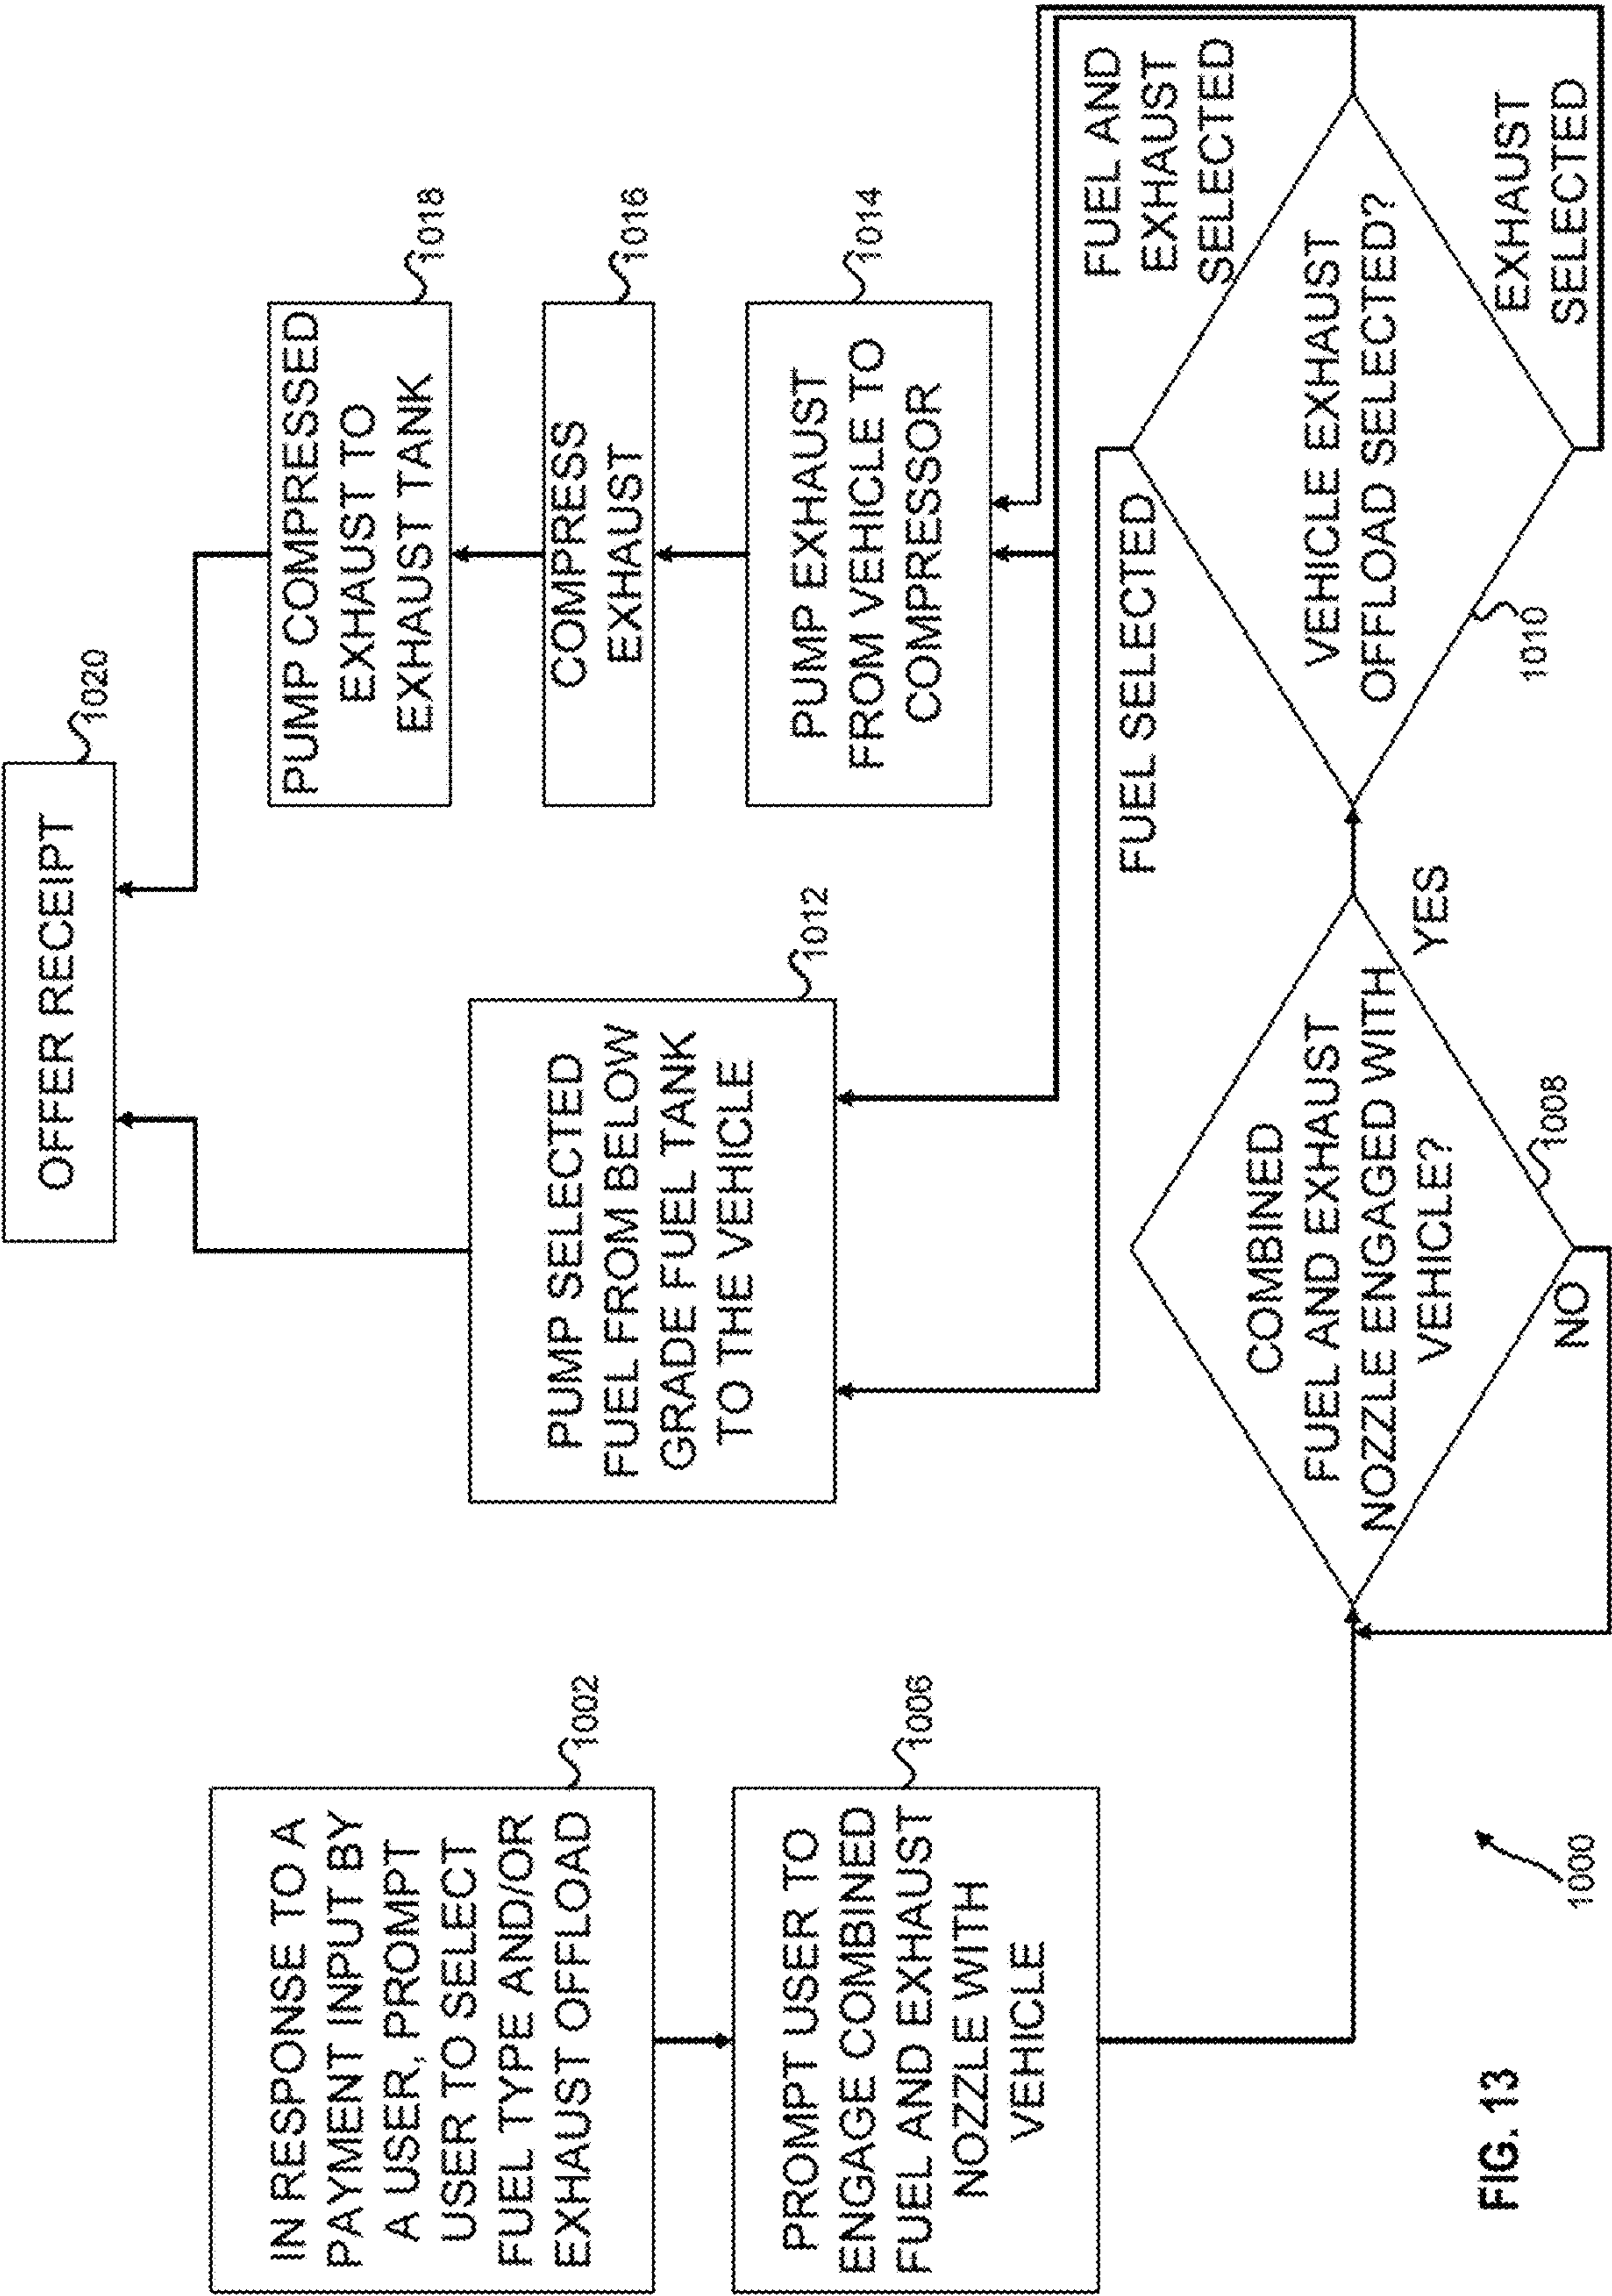 IN RESPONSE TO A
PAYMENT INPUT BY
A USER, PROMPT
USER TO SELECT
FUEL TYPE AND/OR
EXHAUST OFFLOAD
1002
PROMPT USER TO
ENGAGE COMBINED
FUEL AND EXHAUST
NOZZLE WITH
VEHICLE
1006
COMBINED
FUEL AND EXHAUST
NOZZLE ENGAGED WITH
VEHICLE?
1008
NO
YES
VEHICLE EXHAUST
OFFLOAD SELECTED?
1010
FUEL SELECTED
FUEL AND
EXHAUST
SELECTED
EXHAUST
SELECTED
PUMP SELECTED
FUEL FROM BELOW
GRADE FUEL TANK
TO THE VEHICLE
1012
PUMP EXHAUST
FROM VEHICLE TO
COMPRESSOR
1014
COMPRESS
EXHAUST
1016
PUMP COMPRESSED
EXHAUST TO
EXHAUST TANK
1018
OFFER RECEIPT
1020
1000
FIG. 13